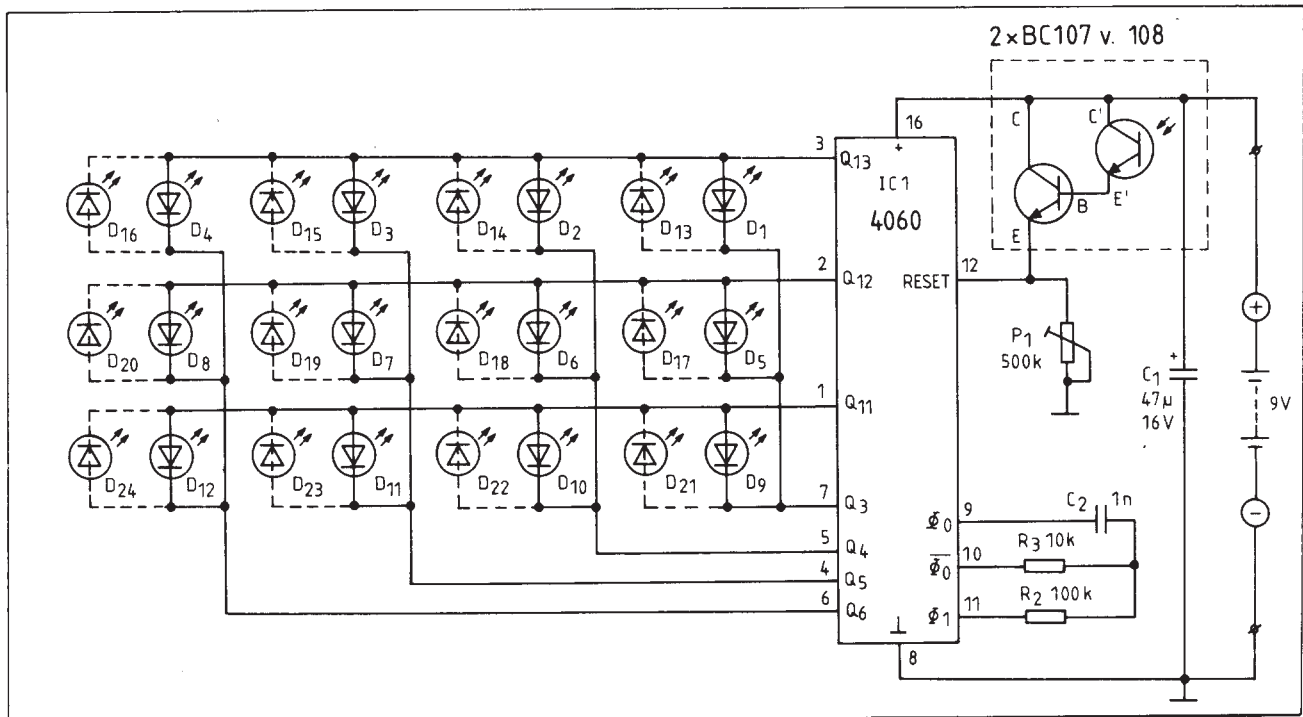 2×BC107 v. 108
C
C'
B
E'
E
16
+
IC1
4060
3
Q13
2
Q12
1
Q11
7
Q3
5
Q4
4
Q5
6
Q6
RESET
12
Φ0
9
Φ0
10
Φ1
11
8
D16
D4
D15
D3
D14
D2
D13
D1
D20
D8
D19
D7
D18
D6
D17
D5
D24
D12
D23
D11
D22
D10
D21
D9
P1
500k
C1
+
47µ
16V
+
9V
−
C2 1n
R3 10k
R2 100k